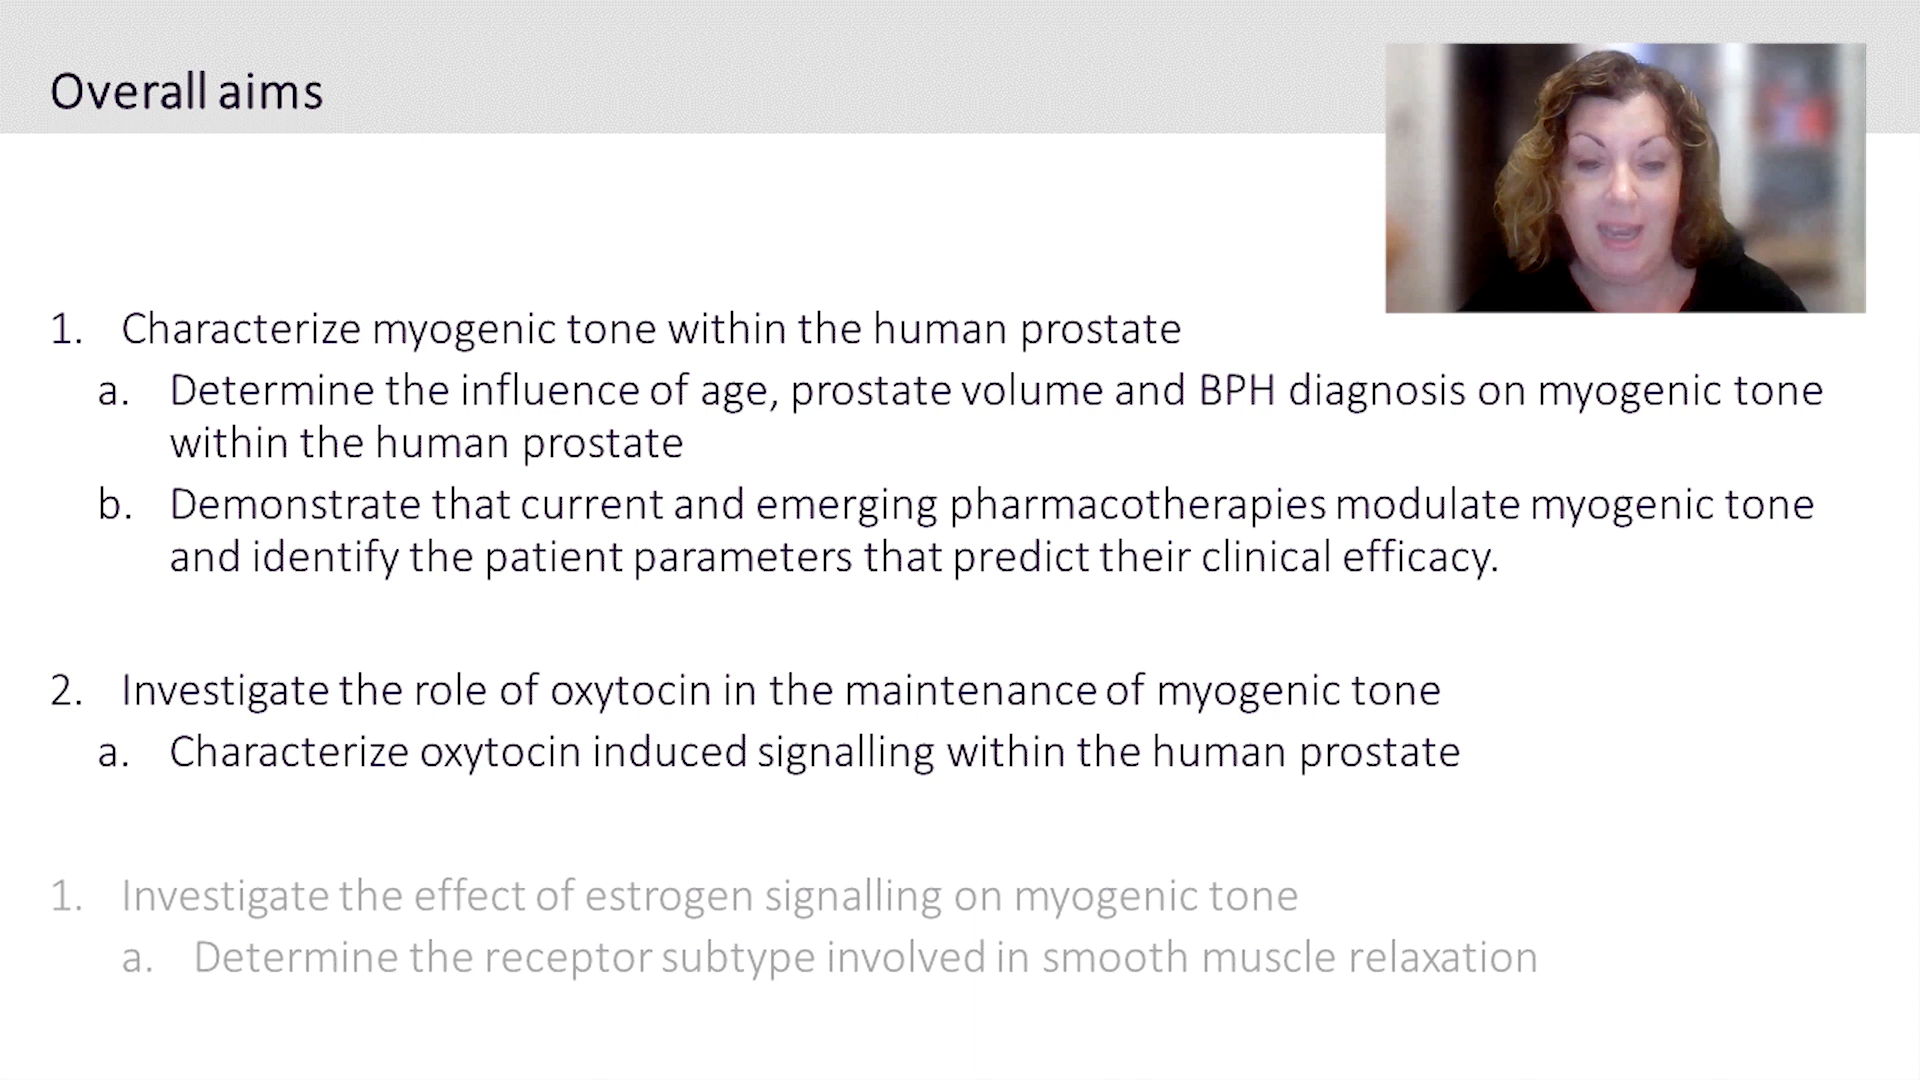 Overall aims
1. Characterize myogenic tone within the human prostate
a. Determine the influence of age, prostate volume and BPH diagnosis on myogenic tone
within the human prostate
b. Demonstrate that current and emerging pharmacotherapies modulate myogenic tone
and identify the patient parameters that predict their clinical efficacy.
2. Investigate the role of oxytocin in the maintenance of myogenic tone
a. Characterize oxytocin induced signalling within the human prostate
1. Investigate the effect of estrogen signalling on myogenic tone
a. Determine the receptor subtype involved in smooth muscle relaxation